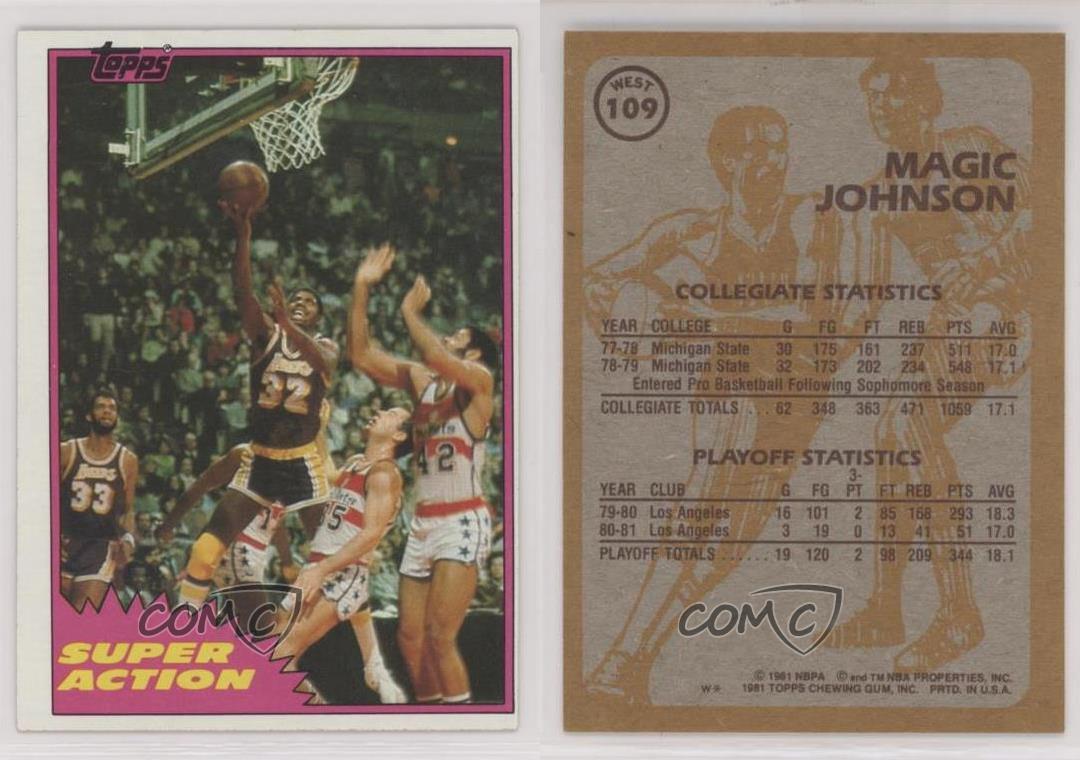 Topps®
Lakers
32
Lakers
33
42
SUPER
ACTION
COMC
WEST
109
MAGIC
JOHNSON
COLLEGIATE STATISTICS
YEAR COLLEGE G FG FT REB PTS AVG
77-78 Michigan State 30 175 161 237 511 17.0
78-79 Michigan State 32 173 202 234 548 17.1
Entered Pro Basketball Following Sophomore Season
COLLEGIATE TOTALS ... 62 348 363 471 1059 17.1
PLAYOFF STATISTICS
3-
YEAR CLUB G FG PT FT REB PTS AVG
79-80 Los Angeles 16 101 2 85 168 293 18.3
80-81 Los Angeles 3 19 0 13 41 51 17.0
PLAYOFF TOTALS ...... 19 120 2 98 209 344 18.1
COMC
© 1981 NBPA © and TM NBA PROPERTIES, INC.
W* 1981 TOPPS CHEWING GUM, INC. PRTD. IN U.S.A.